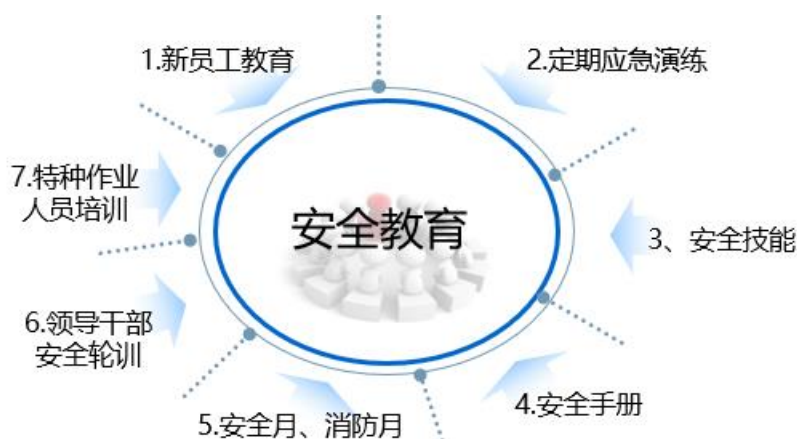 1.新员工教育
2.定期应急演练
7.特种作业
人员培训
安全教育
3、安全技能
6.领导干部
安全轮训
4.安全手册
5.安全月、消防月